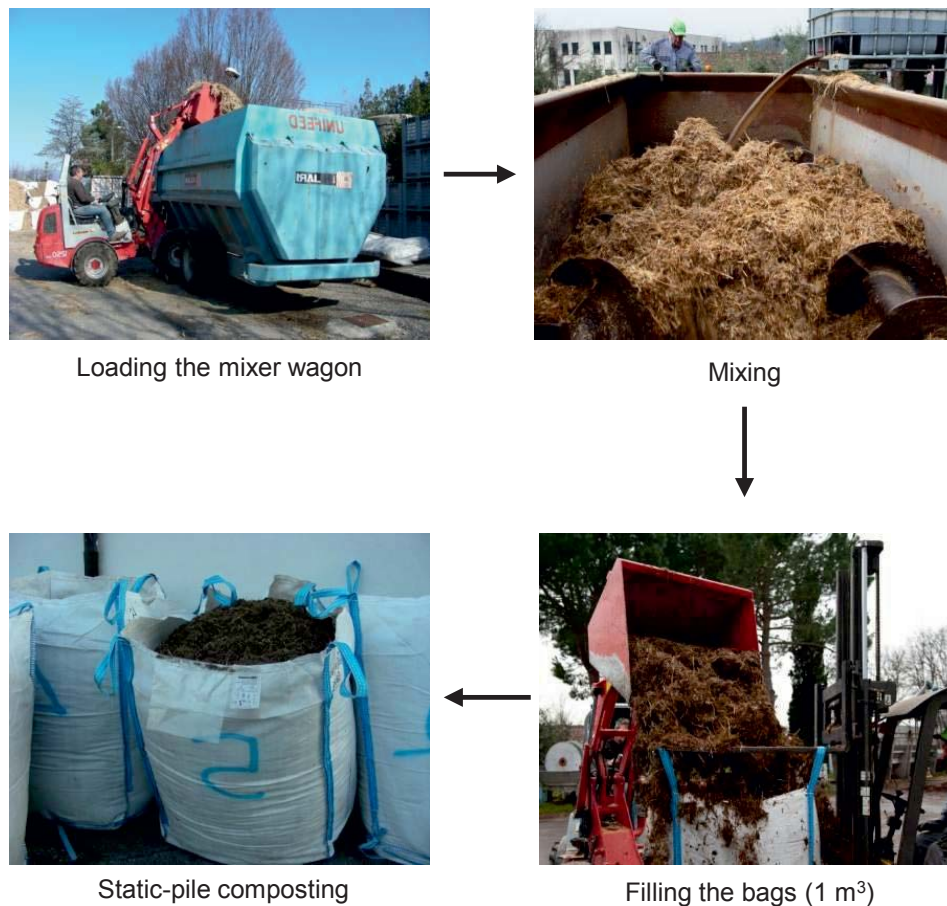 UNIFEED
Loading the mixer wagon
Mixing
Static-pile composting
Filling the bags (1 m³)